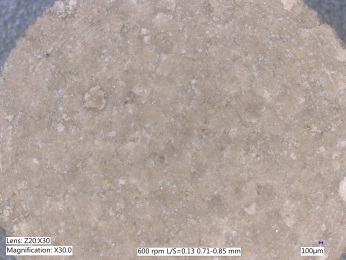 Lens: Z20:X30
Magnification: X30.0
600 rpm L/S=0.13 0.71-0.85 mm
100μm